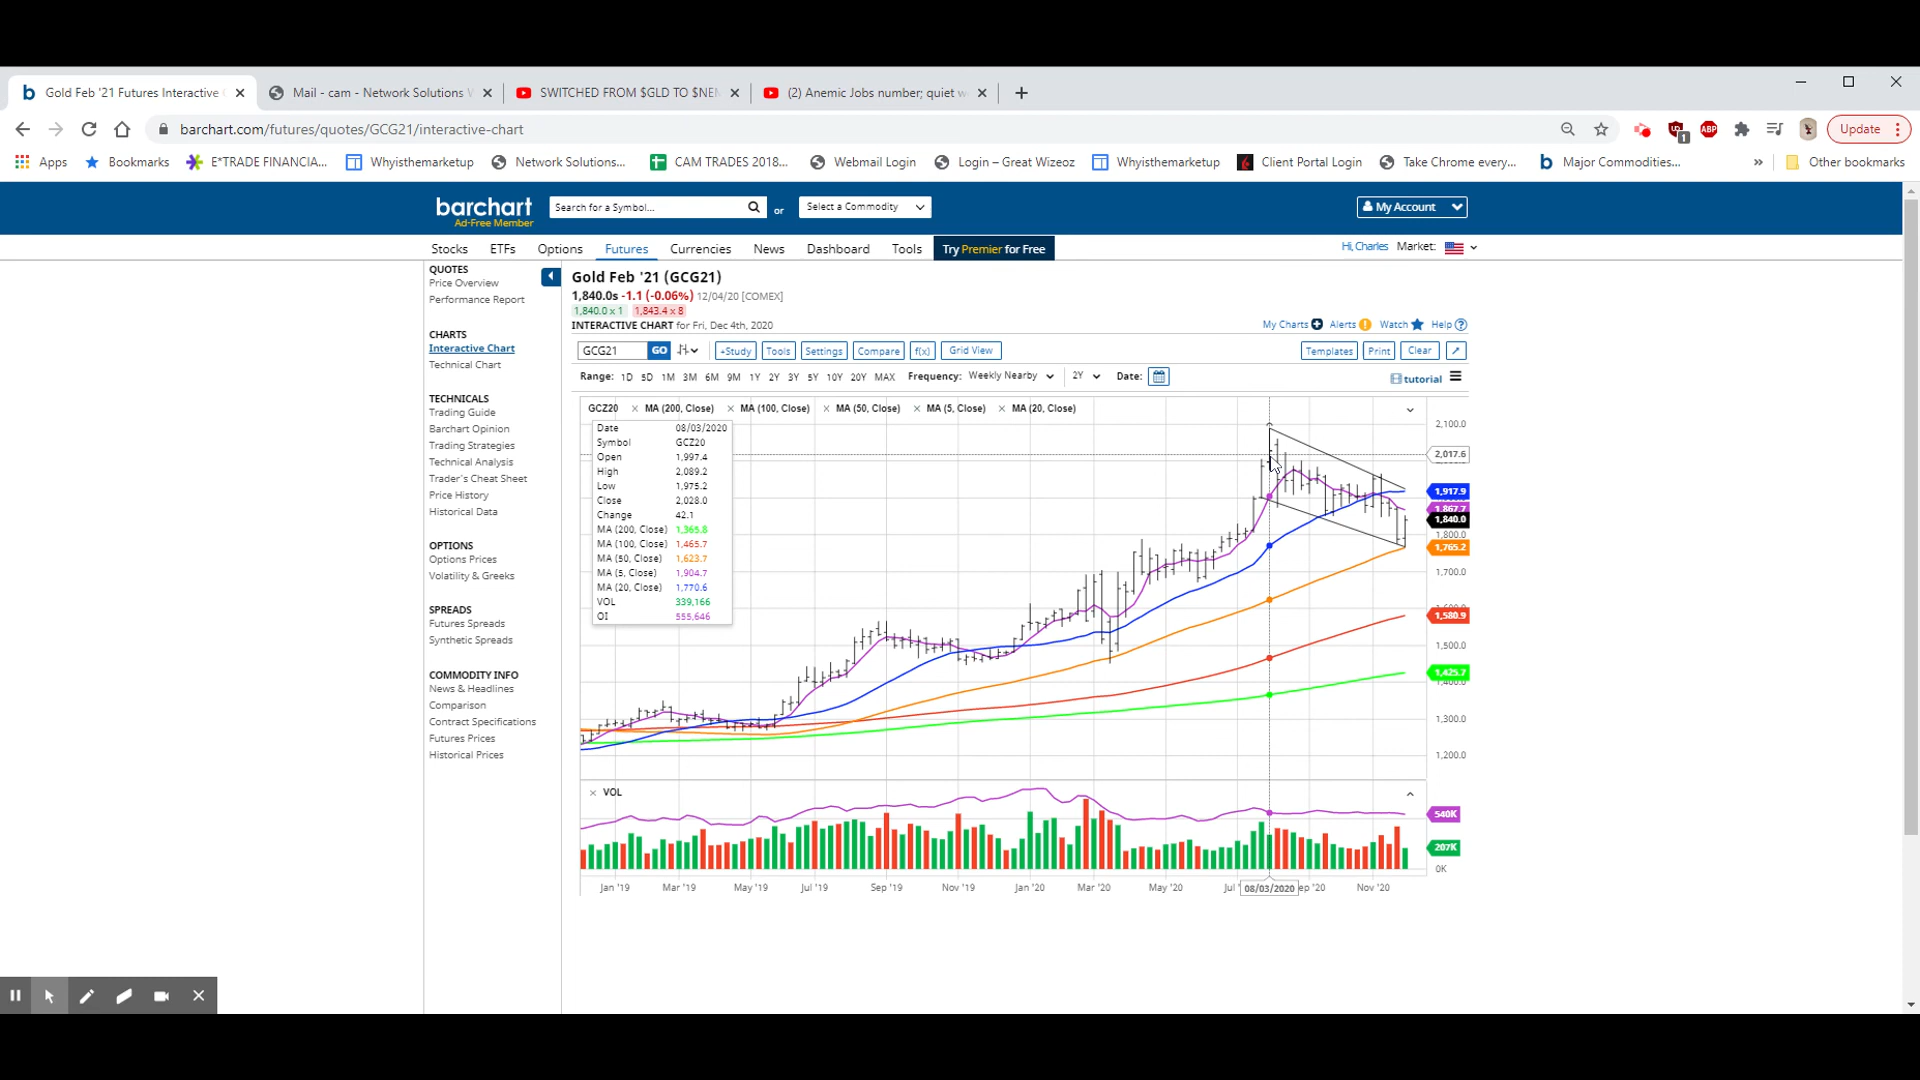 Gold Feb '21 Futures Interactive
Mail - cam - Network Solutions
SWITCHED FROM $GLD TO $NEM
(2) Anemic Jobs number; quiet w
barchart.com/futures/quotes/GCG21/interactive-chart
1
ABP
Update
Apps
Bookmarks
E*TRADE FINANCIA...
Whyisthemarketup
Network Solutions...
CAM TRADES 2018...
Webmail Login
Login – Great Wizeoz
Whyisthemarketup
Client Portal Login
Take Chrome every...
Major Commodities...
»
Other bookmarks
barchart
Ad-Free Member
Search for a Symbol...
or
Select a Commodity
My Account
Stocks
ETFs
Options
Futures
Currencies
News
Dashboard
Tools
Try Premier for Free
Hi, Charles
Market:
QUOTES
Price Overview
Performance Report
CHARTS
Interactive Chart
Technical Chart
TECHNICALS
Trading Guide
Barchart Opinion
Trading Strategies
Technical Analysis
Trader's Cheat Sheet
Price History
Historical Data
OPTIONS
Options Prices
Volatility & Greeks
SPREADS
Futures Spreads
Synthetic Spreads
COMMODITY INFO
News & Headlines
Comparison
Contract Specifications
Futures Prices
Historical Prices
Gold Feb '21 (GCG21)
1,840.0s -1.1 (-0.06%) 12/04/20 [COMEX]
1,840.0 x 1 1,843.4 x 8
INTERACTIVE CHART for Fri, Dec 4th, 2020
My Charts
Alerts
Watch
Help
GCG21
GO
+Study
Tools
Settings
Compare
f(x)
Grid View
Templates
Print
Clear
Range: 1D 5D 1M 3M 6M 9M 1Y 2Y 3Y 5Y 10Y 20Y MAX
Frequency: Weekly Nearby
2Y
Date:
tutorial
GCZ20
× MA (200, Close)
× MA (100, Close)
× MA (50, Close)
× MA (5, Close)
× MA (20, Close)
Date 08/03/2020
Symbol GCZ20
Open 1,997.4
High 2,089.2
Low 1,975.2
Close 2,028.0
Change 42.1
MA (200, Close) 1,365.8
MA (100, Close) 1,465.7
MA (50, Close) 1,623.7
MA (5, Close) 1,904.7
MA (20, Close) 1,770.6
VOL 339,166
OI 555,646
2,100.0
2,017.6
1,917.9
1,867.7
1,840.0
1,800.0
1,765.2
1,700.0
1,580.9
1,500.0
1,425.7
1,400.0
1,300.0
1,200.0
× VOL
540K
207K
0K
Jan '19
Mar '19
May '19
Jul '19
Sep '19
Nov '19
Jan '20
Mar '20
May '20
Jul
08/03/2020
ep '20
Nov '20